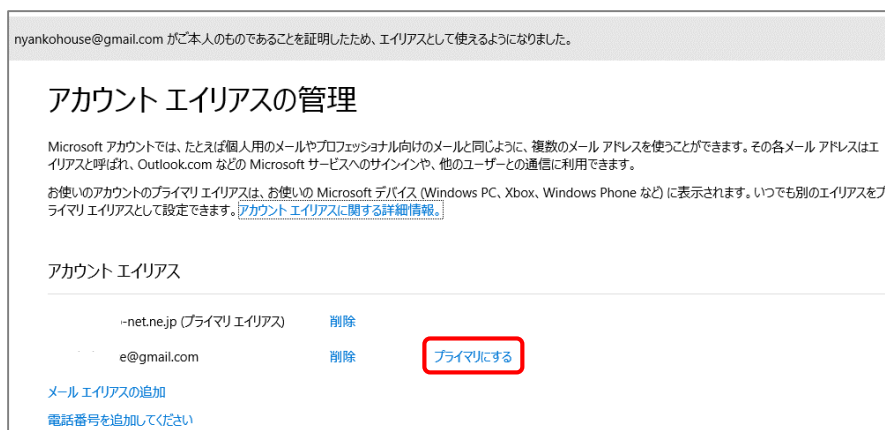 nyankohouse@gmail.com がご本人のものであることを証明したため、エイリアスとして使えるようになりました。
アカウント エイリアスの管理
Microsoft アカウントでは、たとえば個人用のメールやプロフェッショナル向けのメールと同じように、複数のメール アドレスを使うことができます。その各メール アドレスはエ
イリアスと呼ばれ、Outlook.com などの Microsoft サービスへのサインインや、他のユーザーとの通信に利用できます。
お使いのアカウントのプライマリ エイリアスは、お使いの Microsoft デバイス (Windows PC、Xbox、Windows Phone など) に表示されます。いつでも別のエイリアスをプ
ライマリ エイリアスとして設定できます。アカウント エイリアスに関する詳細情報。
アカウント エイリアス
-net.ne.jp (プライマリ エイリアス) 削除
e@gmail.com 削除 プライマリにする
メール エイリアスの追加
電話番号を追加してください